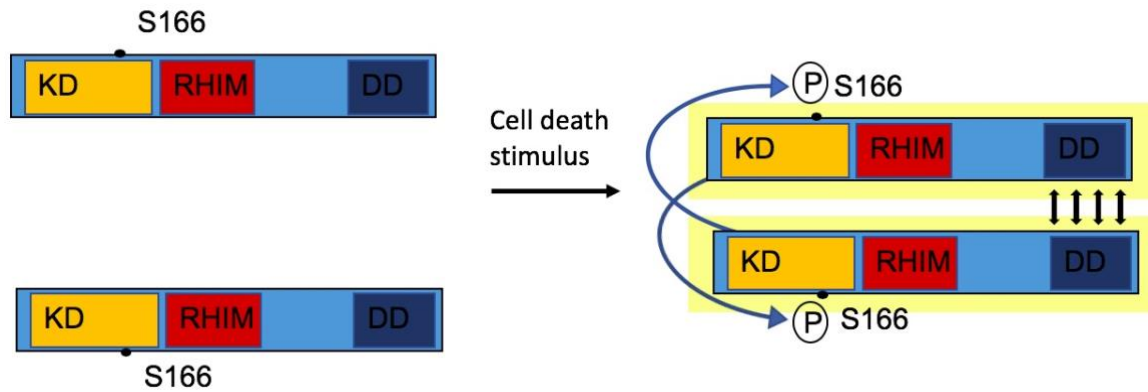 S166
KD RHIM DD
KD RHIM DD
S166
Cell death
stimulus
P S166
KD RHIM DD
KD RHIM DD
P S166